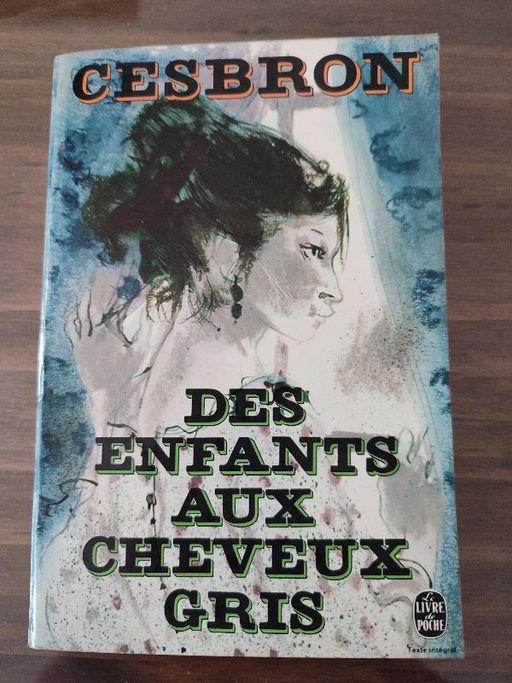 CESBRON
DES
ENFANTS
AUX
CHEVEUX
GRIS
Le
LIVRE
de
POCHE
Texte intégral